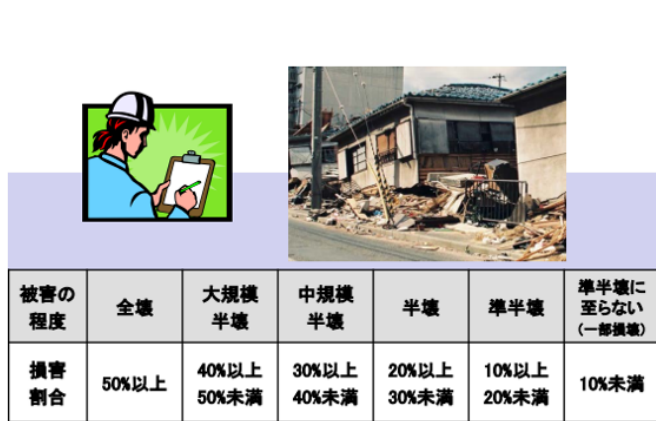 被害の
程度
全壊
大規模
半壊
中規模
半壊
半壊
準半壊
準半壊に
至らない
(一部損壊)
損害
割合
50%以上
40%以上
50%未満
30%以上
40%未満
20%以上
30%未満
10%以上
20%未満
10%未満